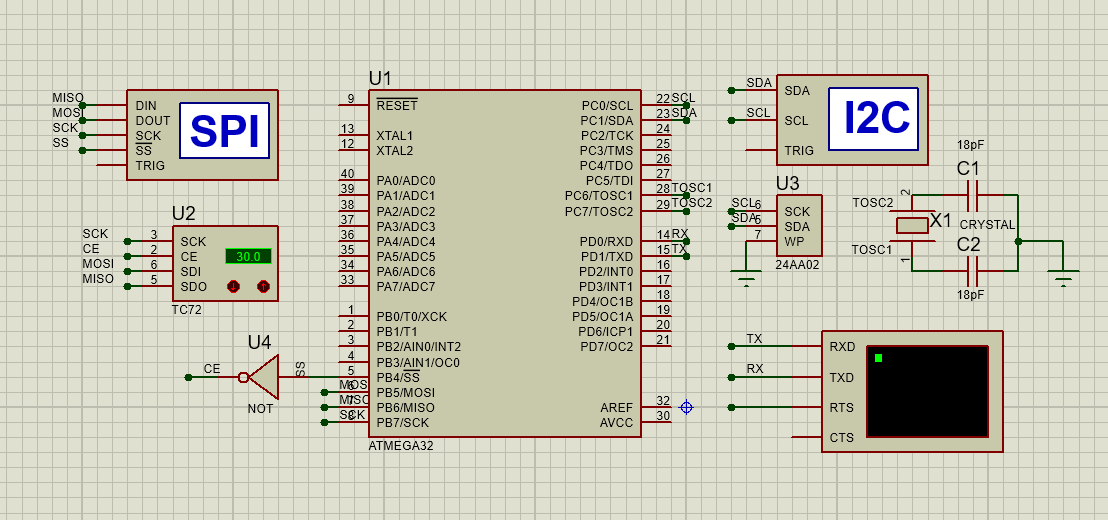 MISO
MOSI
SCK
SS
DIN
DOUT
SCK
SS
TRIG
SPI
U2
SCK
CE
MOSI
MISO
3
2
6
5
SCK
CE
SDI
SDO
30.0
TC72
U4
CE
SS
NOT
U1
9 RESET
13 XTAL1
12 XTAL2
40 PA0/ADC0
39 PA1/ADC1
38 PA2/ADC2
37 PA3/ADC3
36 PA4/ADC4
35 PA5/ADC5
34 PA6/ADC6
33 PA7/ADC7
1 PB0/T0/XCK
2 PB1/T1
3 PB2/AIN0/INT2
4 PB3/AIN1/OC0
5 PB4/SS
MOSI 6 PB5/MOSI
MISO 7 PB6/MISO
SCK 8 PB7/SCK
PC0/SCL 22 SCL
PC1/SDA 23 SDA
PC2/TCK 24
PC3/TMS 25
PC4/TDO 26
PC5/TDI 27
PC6/TOSC1 28 TOSC1
PC7/TOSC2 29 TOSC2
PD0/RXD 14 RX
PD1/TXD 15 TX
PD2/INT0 16
PD3/INT1 17
PD4/OC1B 18
PD5/OC1A 19
PD6/ICP1 20
PD7/OC2 21
AREF 32
AVCC 30
ATMEGA32
SDA
SCL
SDA
SCL
TRIG
I2C
U3
SCL 6 SCK
SDA 5 SDA
7 WP
24AA02
18pF
C1
TOSC2
2
X1
CRYSTAL
TOSC1
1
C2
18pF
TX
RX
RXD
TXD
RTS
CTS